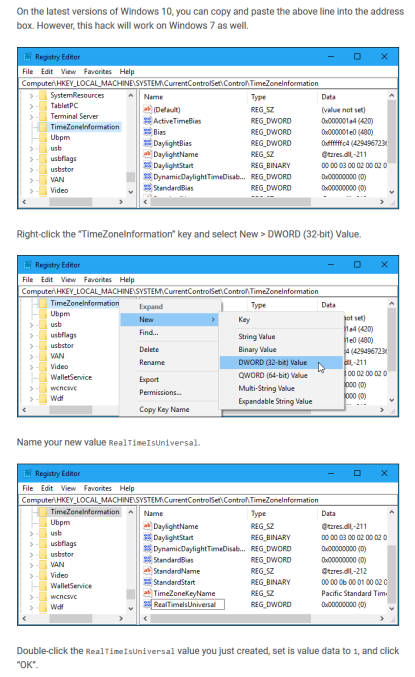 On the latest versions of Windows 10, you can copy and paste the above line into the address
box. However, this hack will work on Windows 7 as well.
Registry Editor
File Edit View Favorites Help
Computer\HKEY_LOCAL_MACHINE\SYSTEM\CurrentControlSet\Control\TimeZoneInformation
SystemResources Name Type Data
TabletPC (Default) REG_SZ (value not set)
Terminal Server ActiveTimeBias REG_DWORD 0x000001a4 (420)
TimeZoneInformation Bias REG_DWORD 0x000001e0 (480)
Ubpm DaylightBias REG_DWORD 0xffffffc4 (429496723
usb DaylightName REG_SZ @tzres.dll,-211
usbflags DaylightStart REG_BINARY 00 00 03 00 02 00 02 0
usbstor DynamicDaylightTimeDisab... REG_DWORD 0x00000000 (0)
VAN StandardBias REG_DWORD 0x00000000 (0)
Video
Right-click the "TimeZoneInformation" key and select New > DWORD (32-bit) Value.
Registry Editor
File Edit View Favorites Help
Computer\HKEY_LOCAL_MACHINE\SYSTEM\CurrentControlSet\Control\TimeZoneInformation
TimeZoneInformation Expand Type Data
Ubpm New Key not set)
usb Find... String Value 1a4 (420)
usbflags Binary Value 1e0 (480)
usbstor Delete DWORD (32-bit) Value 4 (429496723
VAN Rename QWORD (64-bit) Value ll,-211
Video Export Multi-String Value 00 02 00 02 0
WalletService Permissions... Expandable String Value 000 (0)
wcncsvc 000 (0)
Wdf Copy Key Name
Name your new value RealTimeIsUniversal.
Registry Editor
File Edit View Favorites Help
Computer\HKEY_LOCAL_MACHINE\SYSTEM\CurrentControlSet\Control\TimeZoneInformation
TimeZoneInformation Name Type Data
Ubpm DaylightName REG_SZ @tzres.dll,-211
usb DaylightStart REG_BINARY 00 00 03 00 02 00 02 0
usbflags DynamicDaylightTimeDisab... REG_DWORD 0x00000000 (0)
usbstor StandardBias REG_DWORD 0x00000000 (0)
VAN StandardName REG_SZ @tzres.dll,-212
Video StandardStart REG_BINARY 00 00 0b 00 01 00 02 0
WalletService TimeZoneKeyName REG_SZ Pacific Standard Time
wcncsvc RealTimeIsUniversal REG_DWORD 0x00000000 (0)
Wdf
Double-click the RealTimeIsUniversal value you just created, set is value data to 1, and click
"OK".